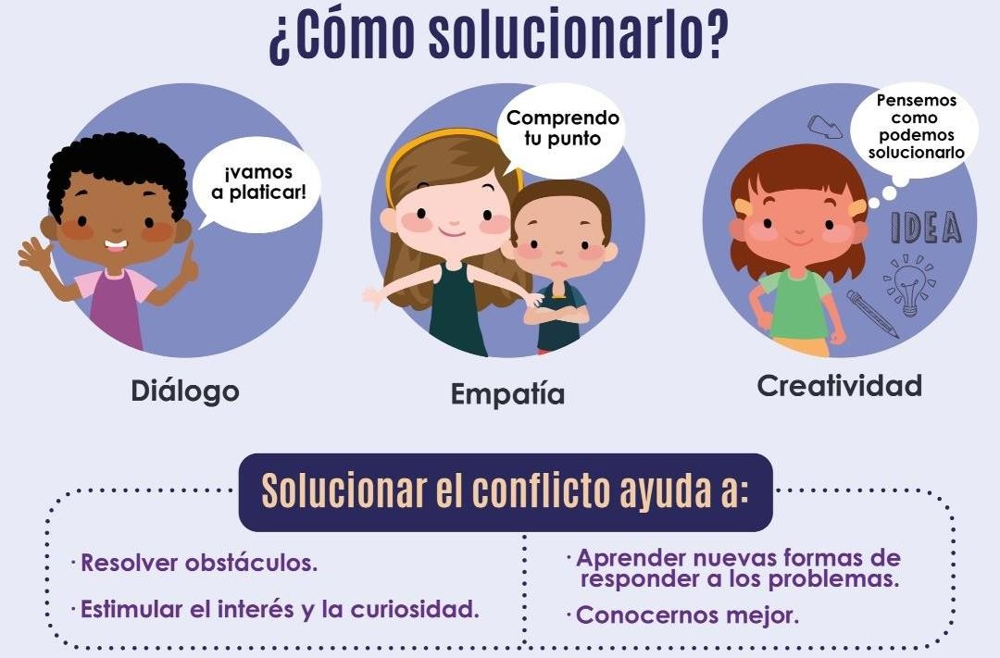 ¿Cómo solucionarlo?
¡vamos
a platicar!
Comprendo
tu punto
Pensemos
como
podemos
solucionarlo
IDEA
Diálogo
Empatía
Creatividad
Solucionar el conflicto ayuda a:
· Resolver obstáculos.
· Estimular el interés y la curiosidad.
· Aprender nuevas formas de
responder a los problemas.
· Conocernos mejor.